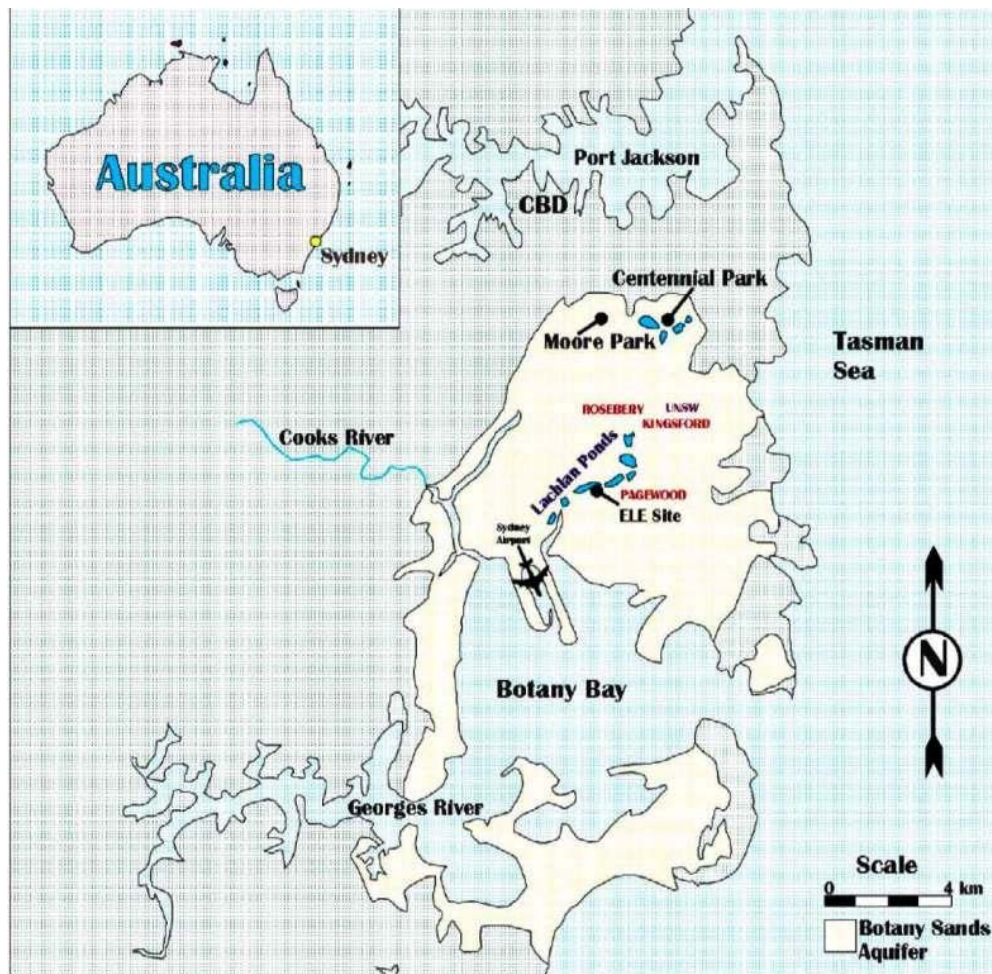 Australia
Sydney
Port Jackson
CBD
Centennial Park
Moore Park
Tasman
Sea
ROSEBERY
UNSW
KINGSFORD
Cooks River
Lachlan Ponds
PAGEWOOD
ELE Site
Sydney
Airport
N
Botany Bay
Georges River
Scale
0 4 km
Botany Sands
Aquifer